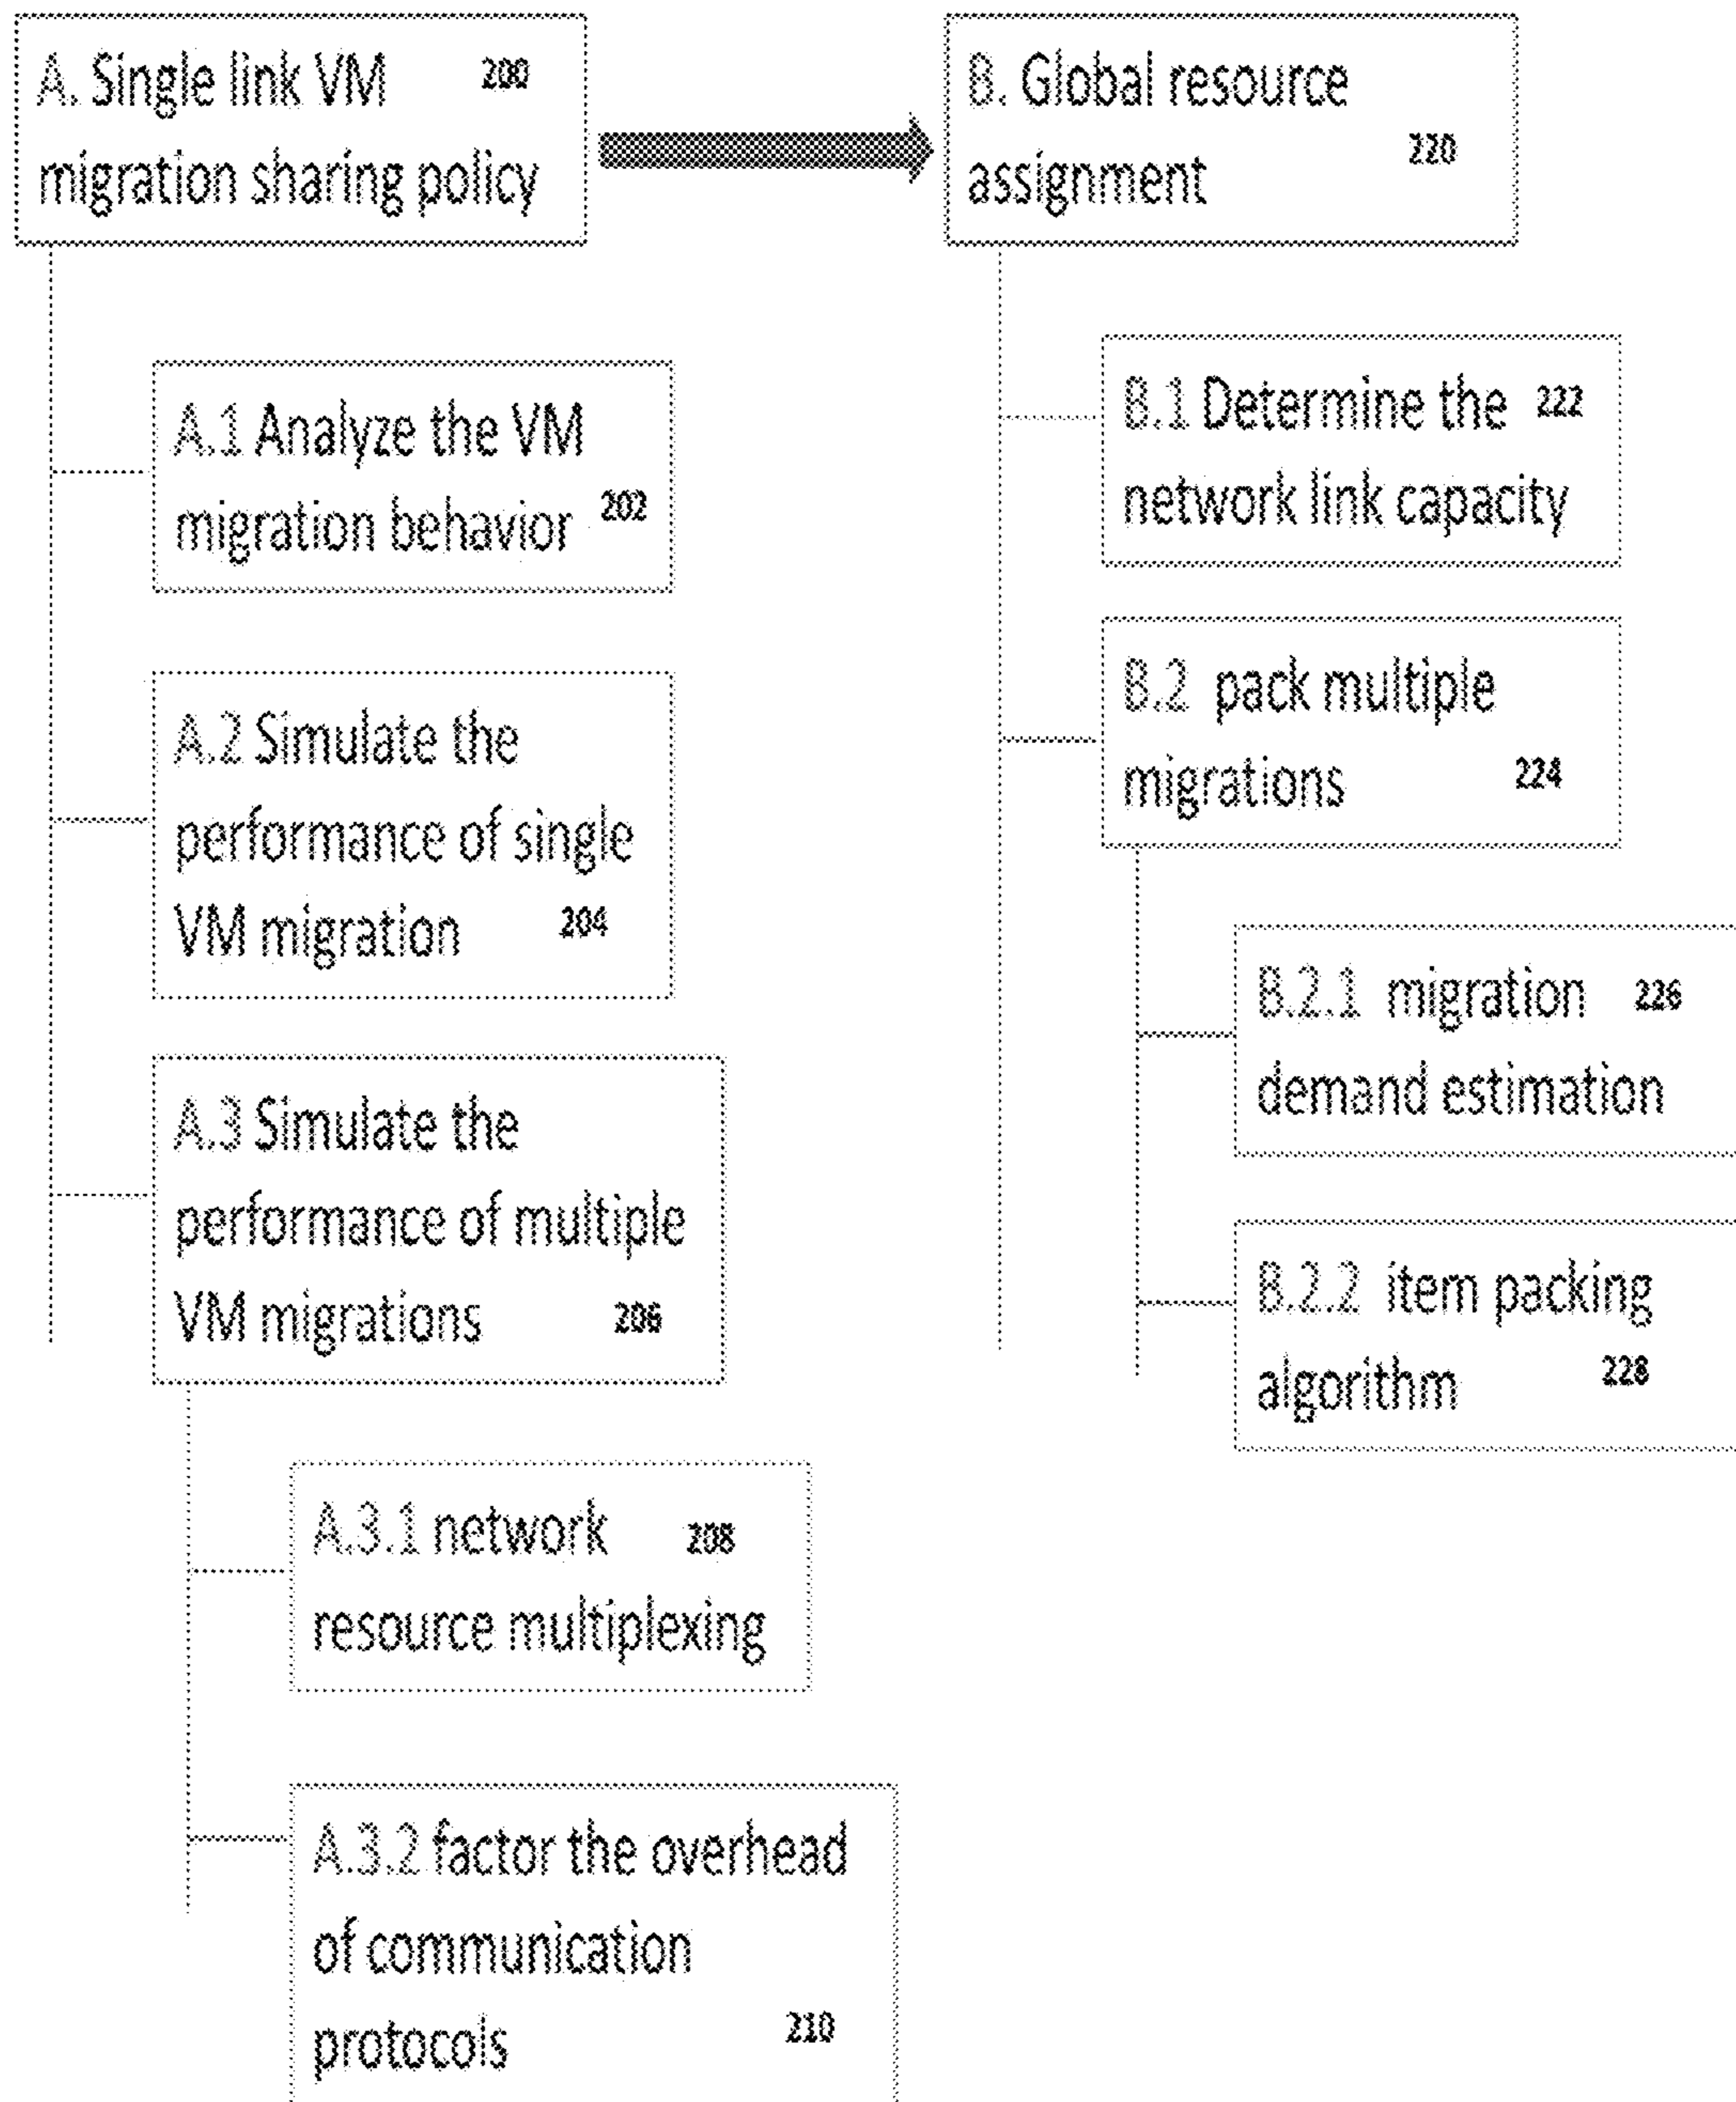 A. Single link VM 200
migration sharing policy
A.1 Analyze the VM
migration behavior 202
A.2 Simulate the
performance of single
VM migration 204
A.3 Simulate the
performance of multiple
VM migrations 206
A.3.1 network 208
resource multiplexing
A.3.2 factor the overhead
of communication
protocols 210
B. Global resource
assignment 220
B.1 Determine the 222
network link capacity
B.2 pack multiple
migrations 224
B.2.1 migration 226
demand estimation
B.2.2 item packing
algorithm 228